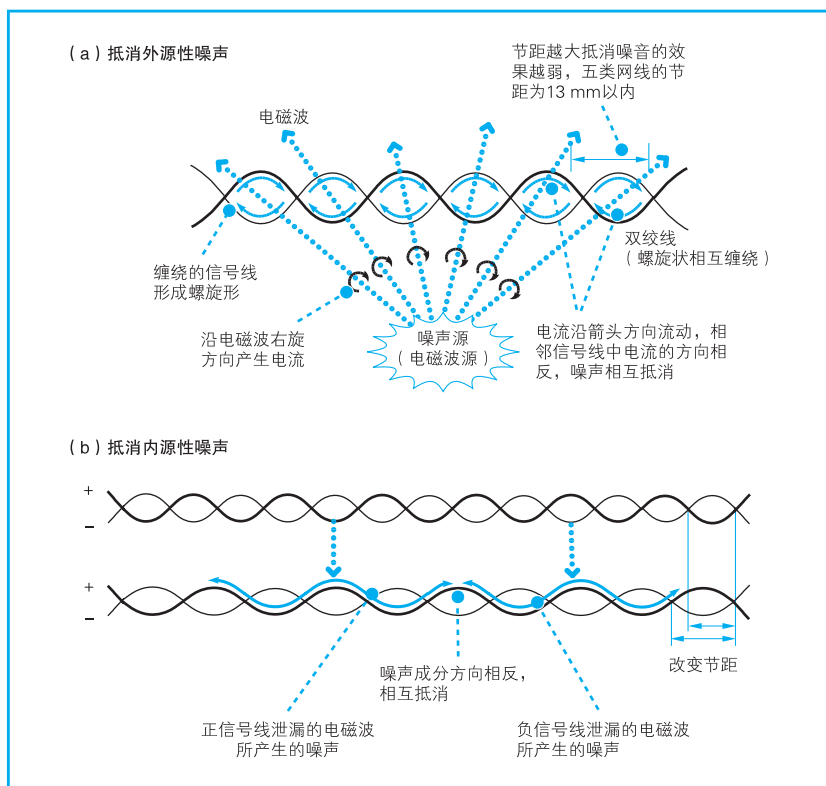 (a)抵消外源性噪声
节距越大抵消噪音的效
果越弱，五类网线的节
距为13 mm以内
电磁波
缠绕的信号线
形成螺旋形
双绞线
(螺旋状相互缠绕)
沿电磁波右旋
方向产生电流
噪声源
(电磁波源)
电流沿箭头方向流动，相
邻信号线中电流的方向相
反，噪声相互抵消
(b)抵消内源性噪声
+
−
+
−
噪声成分方向相反，
相互抵消
改变节距
正信号线泄漏的电磁波
所产生的噪声
负信号线泄漏的电磁波
所产生的噪声